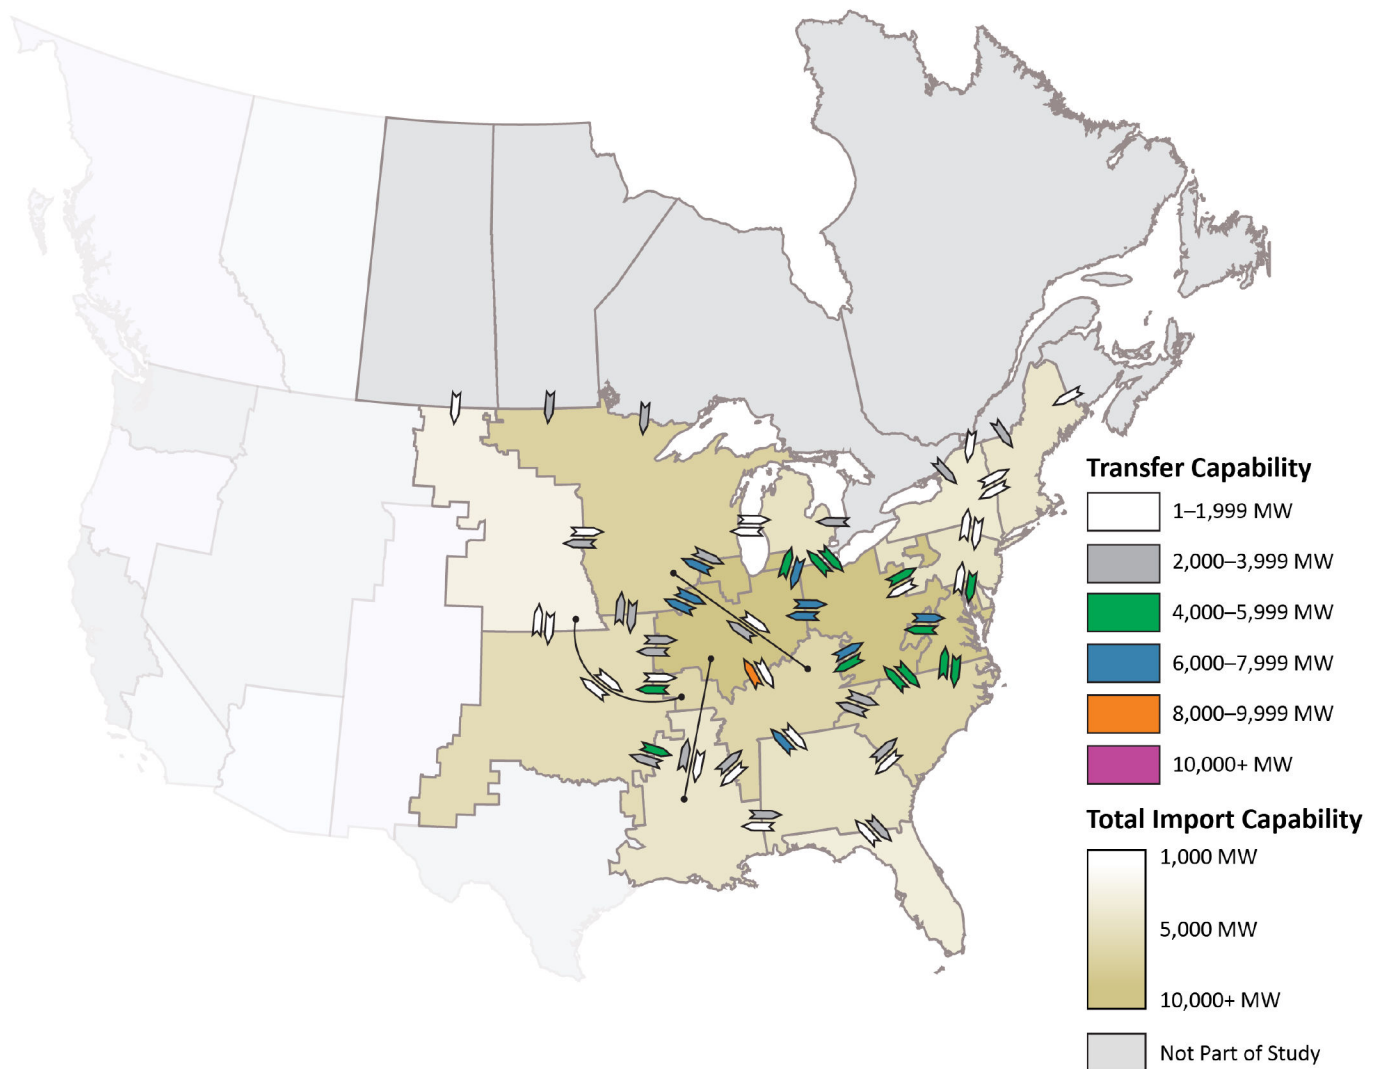 Transfer Capability
1–1,999 MW
2,000–3,999 MW
4,000–5,999 MW
6,000–7,999 MW
8,000–9,999 MW
10,000+ MW
Total Import Capability
1,000 MW
5,000 MW
10,000+ MW
Not Part of Study